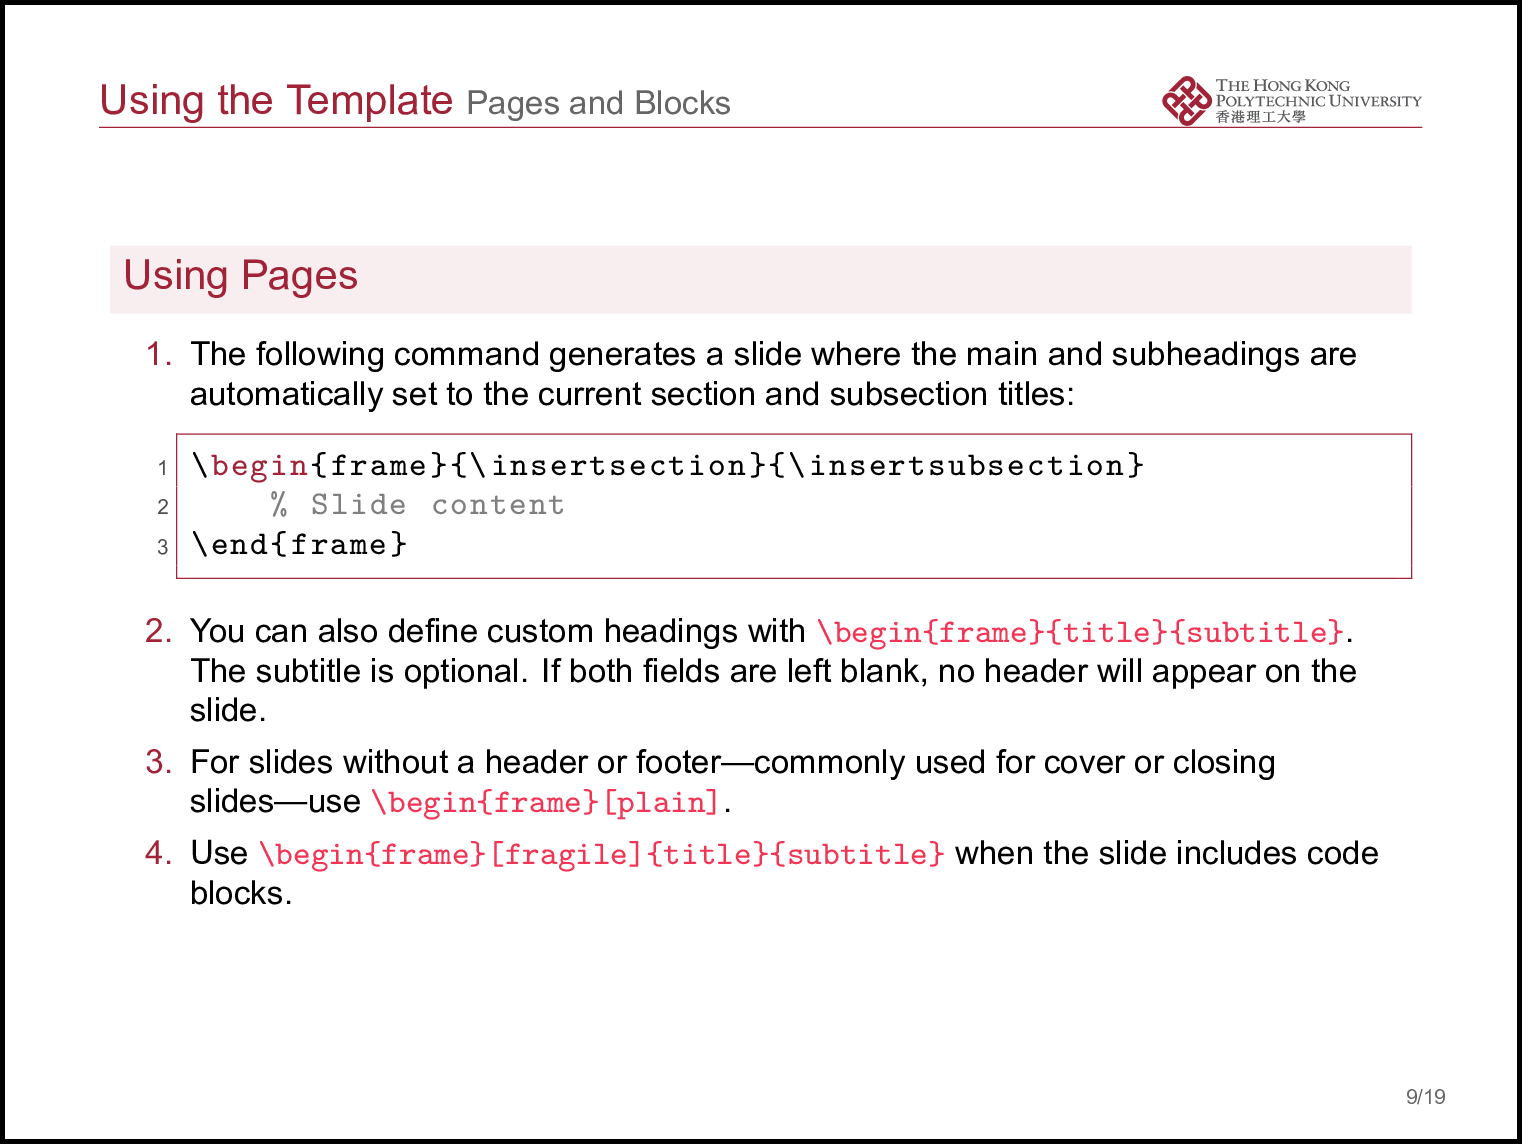 Using the Template Pages and Blocks
THE HONG KONG
POLYTECHNIC UNIVERSITY
香港理工大學
Using Pages
1. The following command generates a slide where the main and subheadings are
automatically set to the current section and subsection titles:
1 \begin{frame}{\insertsection}{\insertsubsection}
2 % Slide content
3 \end{frame}
2. You can also define custom headings with \begin{frame}{title}{subtitle}.
The subtitle is optional. If both fields are left blank, no header will appear on the
slide.
3. For slides without a header or footer—commonly used for cover or closing
slides—use \begin{frame}[plain].
4. Use \begin{frame}[fragile]{title}{subtitle} when the slide includes code
blocks.
9/19